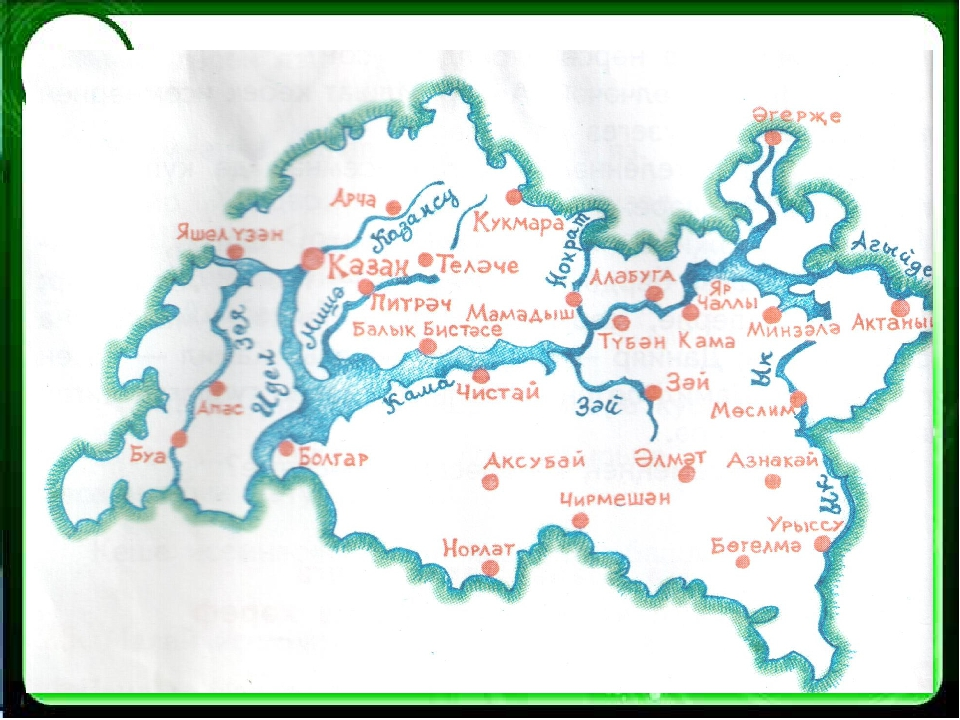 Әгерҗе
Арча
Казансу
Кукмара
Нократ
Яшел Үзән
Казан
Теләче
Агыйде
Алабуга
Яр
Чаллы
Питрәч
Мишә
Мамадыш
Балык Бистәсе
Түбән Кама
Минзәлә
Актаныш
Зөя
Идел
Кама
Чистай
Зәй
Зәй
Ык
Мөслим
Апас
Буа
Болгар
Аксубай
Әлмәт
Азнакай
Ык
Чирмешән
Урыссу
Норлат
Бөгелмә